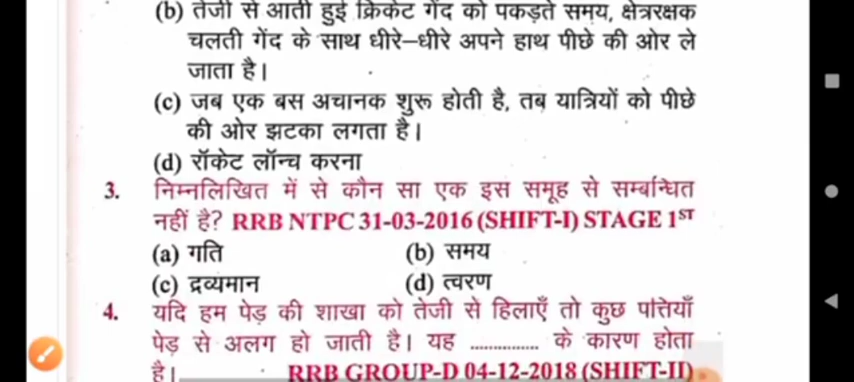 (b) तेजी से आती हुई क्रिकेट गेंद को पकड़ते समय, क्षेत्ररक्षक
चलती गेंद के साथ धीरे–धीरे अपने हाथ पीछे की ओर ले
जाता है।
(c) जब एक बस अचानक शुरू होती है, तब यात्रियों को पीछे
की ओर झटका लगता है।
(d) रॉकेट लॉन्च करना
3. निम्नलिखित में से कौन सा एक इस समूह से सम्बन्धित
नहीं है? RRB NTPC 31-03-2016 (SHIFT-I) STAGE 1ST
(a) गति (b) समय
(c) द्रव्यमान (d) त्वरण
4. यदि हम पेड़ की शाखा को तेजी से हिलाएँ तो कुछ पत्तियाँ
पेड़ से अलग हो जाती है। यह ............... के कारण होता
है। RRB GROUP-D 04-12-2018 (SHIFT-II)